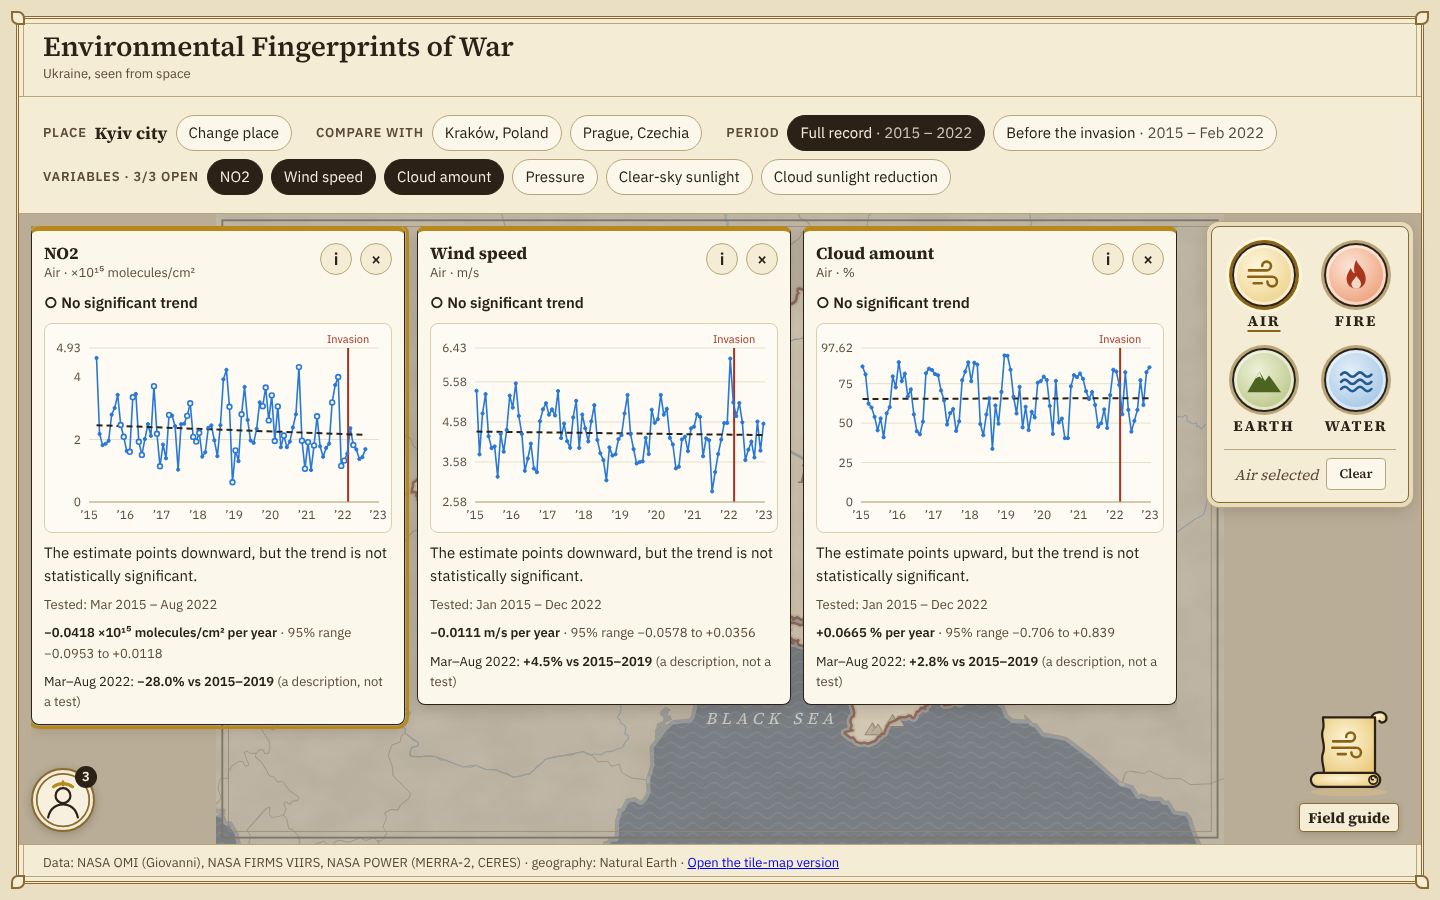 Environmental Fingerprints of War
Ukraine, seen from space
PLACE Kyiv city Change place COMPARE WITH Kraków, Poland Prague, Czechia PERIOD Full record · 2015 – 2022 Before the invasion · 2015 – Feb 2022
VARIABLES · 3/3 OPEN NO2 Wind speed Cloud amount Pressure Clear-sky sunlight Cloud sunlight reduction
NO2 i ×
Air · ×10¹⁵ molecules/cm²
O No significant trend
Invasion
4.93
4
2
0
’15 ’16 ’17 ’18 ’19 ’20 ’21 ’22 ’23
The estimate points downward, but the trend is not
statistically significant.
Tested: Mar 2015 – Aug 2022
−0.0418 ×10¹⁵ molecules/cm² per year · 95% range
−0.0953 to +0.0118
Mar–Aug 2022: −28.0% vs 2015–2019 (a description, not
a test)
Wind speed i ×
Air · m/s
O No significant trend
Invasion
6.43
5.58
4.58
3.58
2.58
’15 ’16 ’17 ’18 ’19 ’20 ’21 ’22 ’23
The estimate points downward, but the trend is not
statistically significant.
Tested: Jan 2015 – Dec 2022
−0.0111 m/s per year · 95% range −0.0578 to +0.0356
Mar–Aug 2022: +4.5% vs 2015–2019 (a description, not a
test)
Cloud amount i ×
Air · %
O No significant trend
Invasion
97.62
75
50
25
0
’15 ’16 ’17 ’18 ’19 ’20 ’21 ’22 ’23
The estimate points upward, but the trend is not
statistically significant.
Tested: Jan 2015 – Dec 2022
+0.0665 % per year · 95% range −0.706 to +0.839
Mar–Aug 2022: +2.8% vs 2015–2019 (a description, not a
test)
AIR FIRE
EARTH WATER
Air selected Clear
BLACK SEA
3
Field guide
Data: NASA OMI (Giovanni), NASA FIRMS VIIRS, NASA POWER (MERRA-2, CERES) · geography: Natural Earth · Open the tile-map version